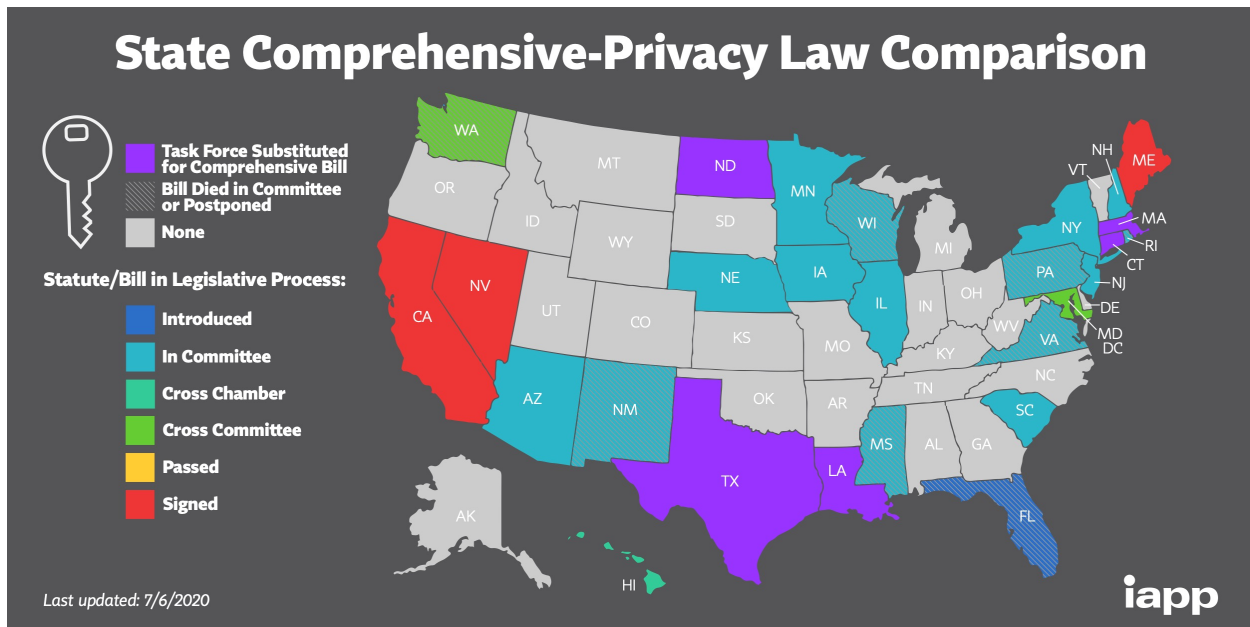 State Comprehensive-Privacy Law Comparison
Task Force Substituted
for Comprehensive Bill
Bill Died in Committee
or Postponed
None
Statute/Bill in Legislative Process:
Introduced
In Committee
Cross Chamber
Cross Committee
Passed
Signed
WA
MT
ND
MN
OR
ID
SD
WI
WY
MI
NH
VT
ME
NY
MA
RI
CT
PA
NJ
CA
NV
UT
CO
NE
IA
IL
IN
OH
WV
DE
MD
DC
VA
KS
MO
KY
NC
AZ
NM
OK
AR
TN
SC
MS
AL
GA
TX
LA
FL
AK
HI
Last updated: 7/6/2020
iapp